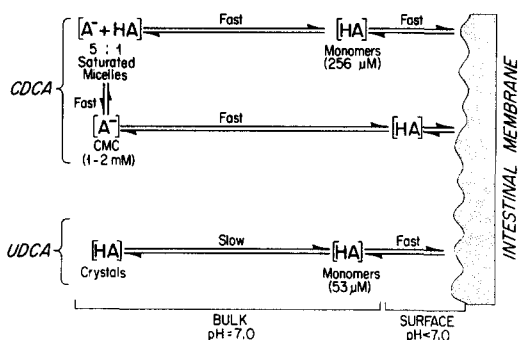 [A⁻+HA] Fast [HA] Fast
5 : 1 Monomers
Saturated (256 μM)
Micelles
CDCA
Fast
[A⁻] Fast [HA]
CMC
(1-2 mM)
UDCA
[HA] Slow [HA] Fast
Crystals Monomers
(53 μM)
BULK SURFACE
pH=7.0 pH<7.0
INTESTINAL MEMBRANE